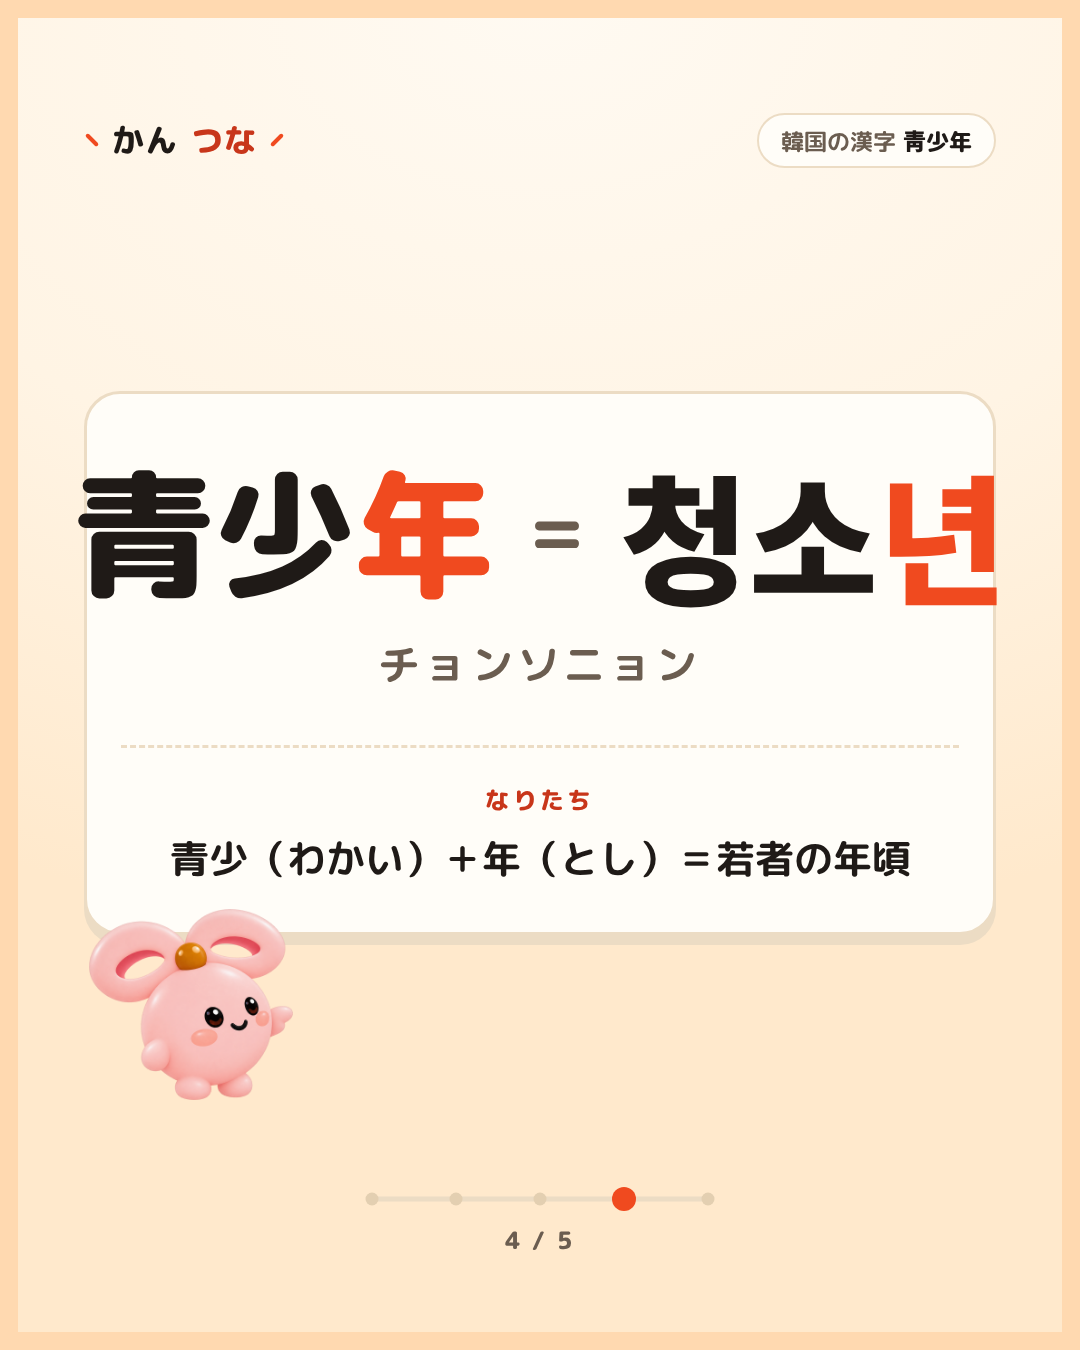 かん つな
韓国の漢字 青少年
青少年 = 청소년
チョンソニョン
なりたち
青少（わかい）＋年（とし）＝若者の年頃
4 / 5